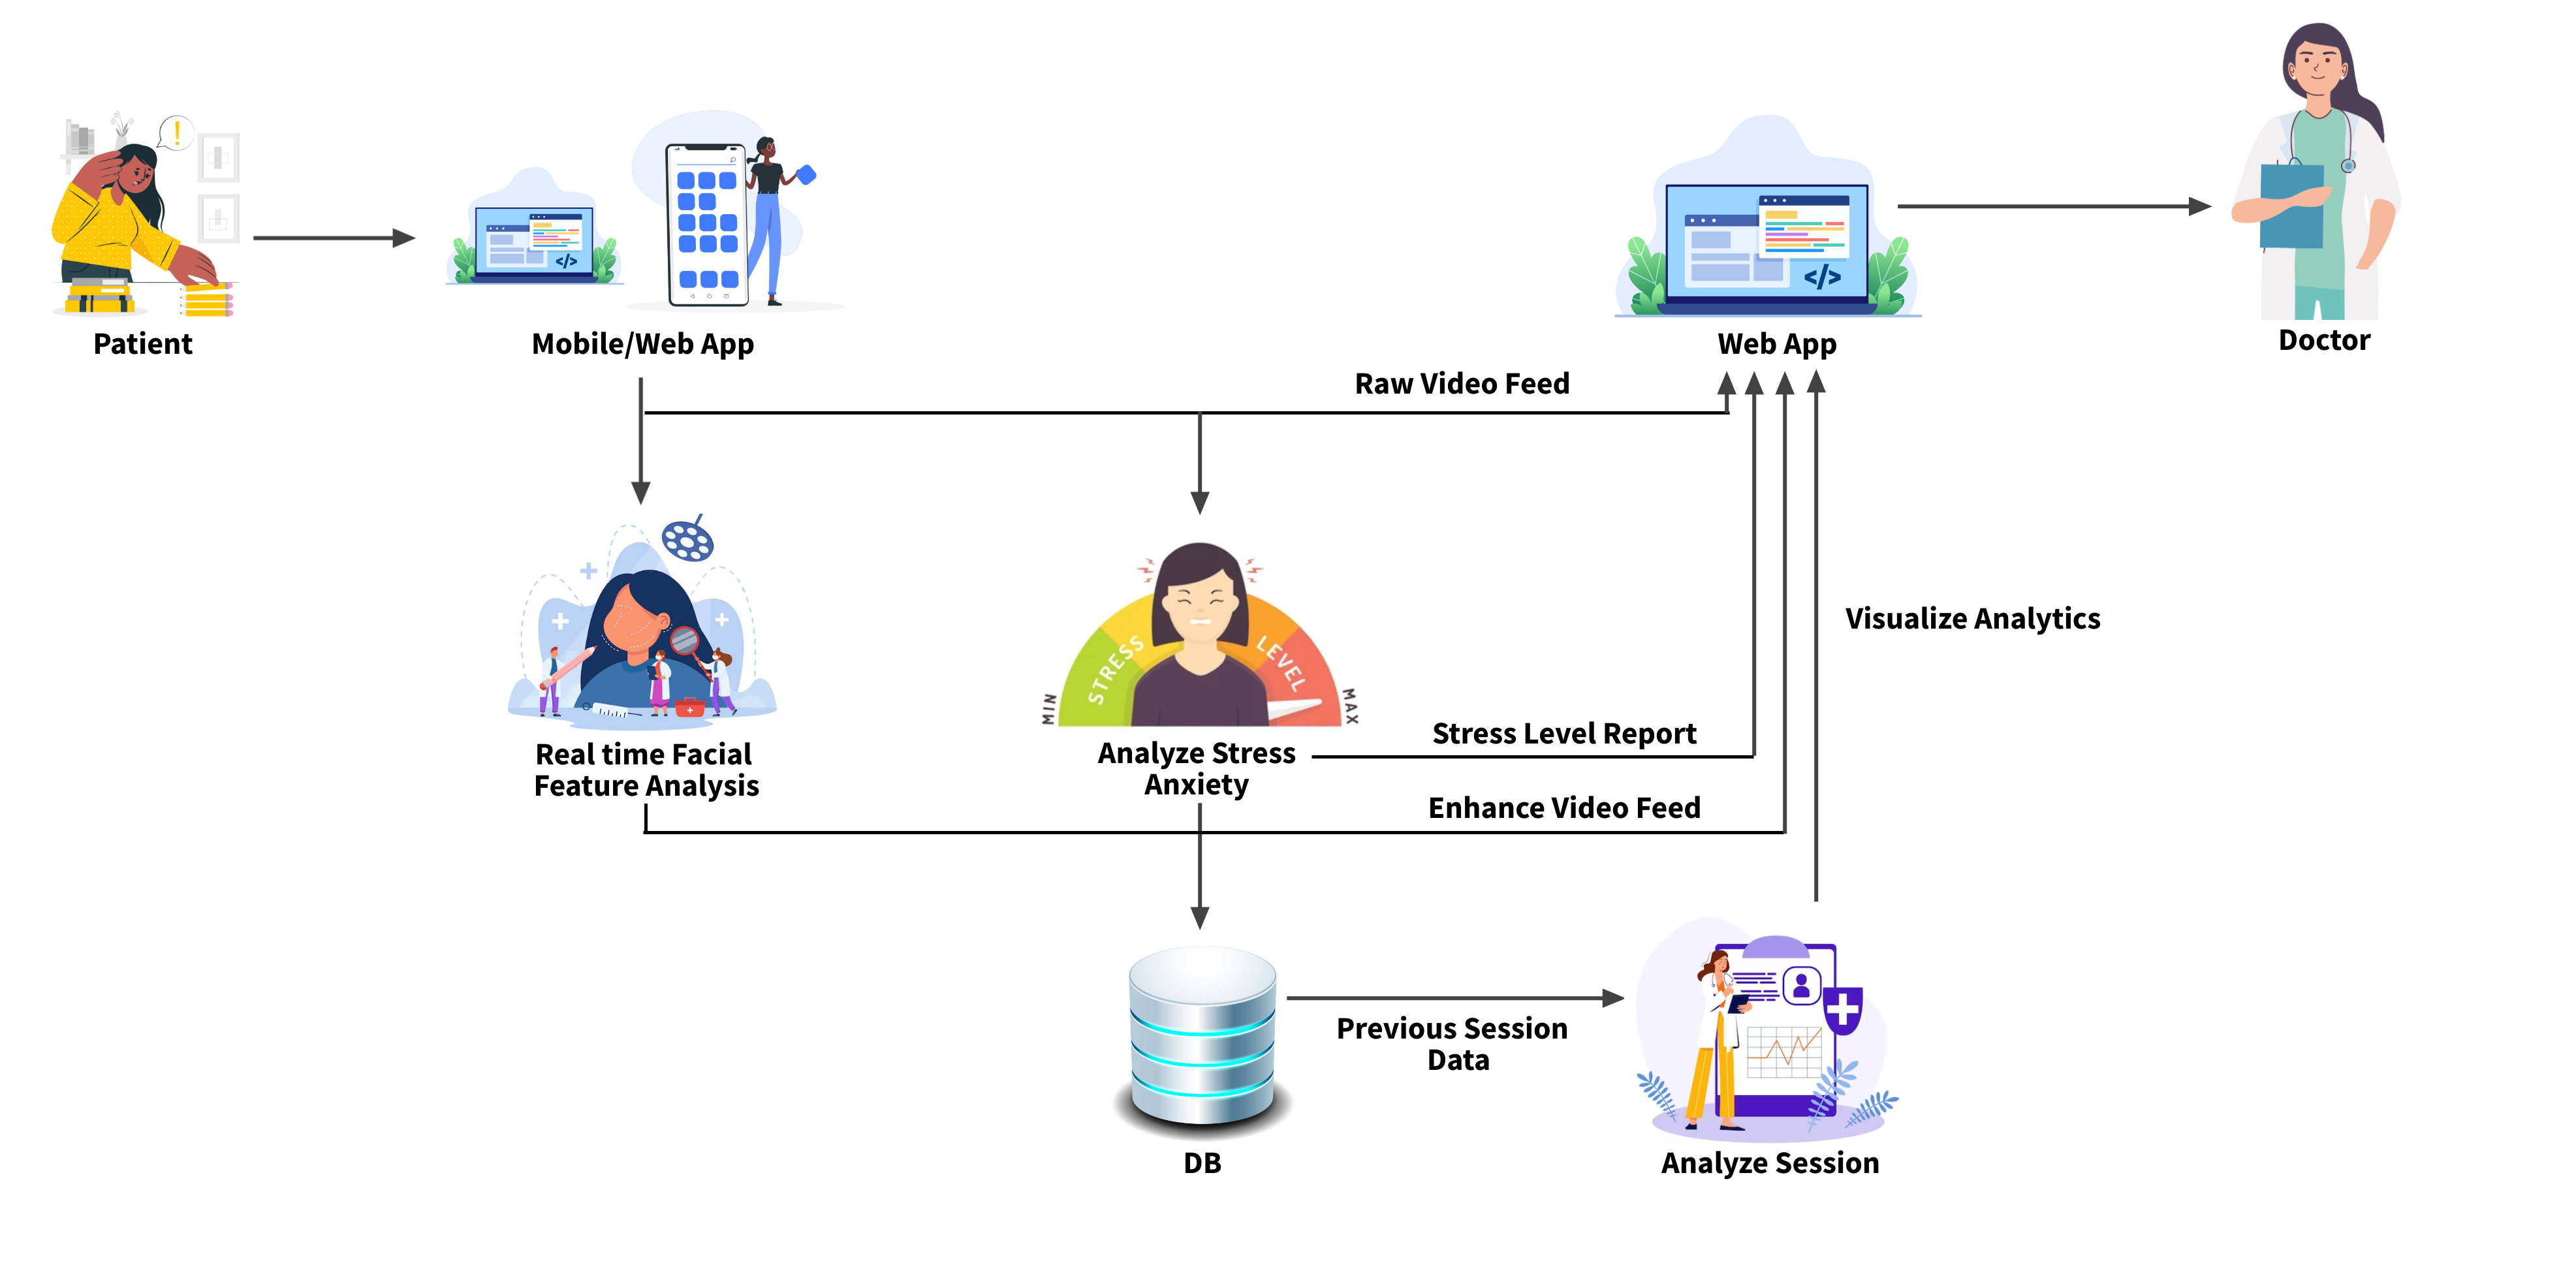 Patient
Mobile/Web App
Web App
Doctor
Raw Video Feed
Visualize Analytics
STRESS
LEVEL
MIN
MAX
Real time Facial
Feature Analysis
Analyze Stress
Anxiety
Stress Level Report
Enhance Video Feed
Previous Session
Data
DB
Analyze Session